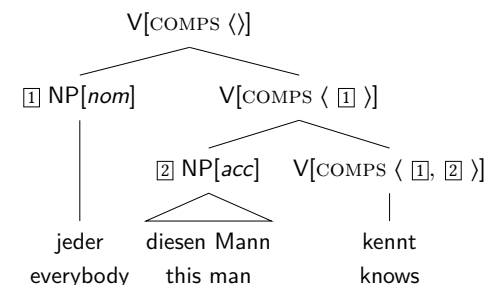 V[COMPS ⟨⟩]
1 NP[nom] V[COMPS ⟨ 1 ⟩]
2 NP[acc] V[COMPS ⟨ 1, 2 ⟩]
jeder diesen Mann kennt
everybody this man knows